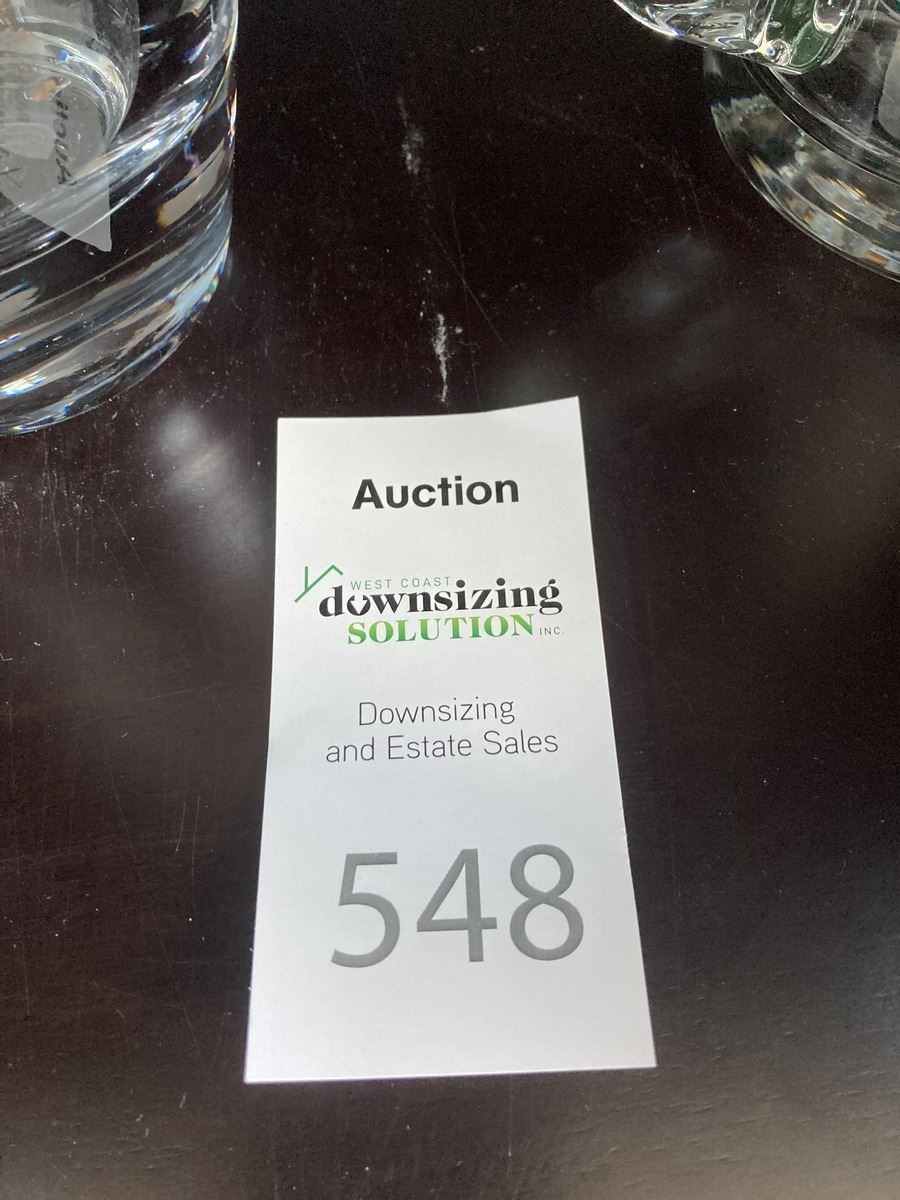 Auction
WEST COAST
downsizing
SOLUTION INC.
Downsizing
and Estate Sales
548